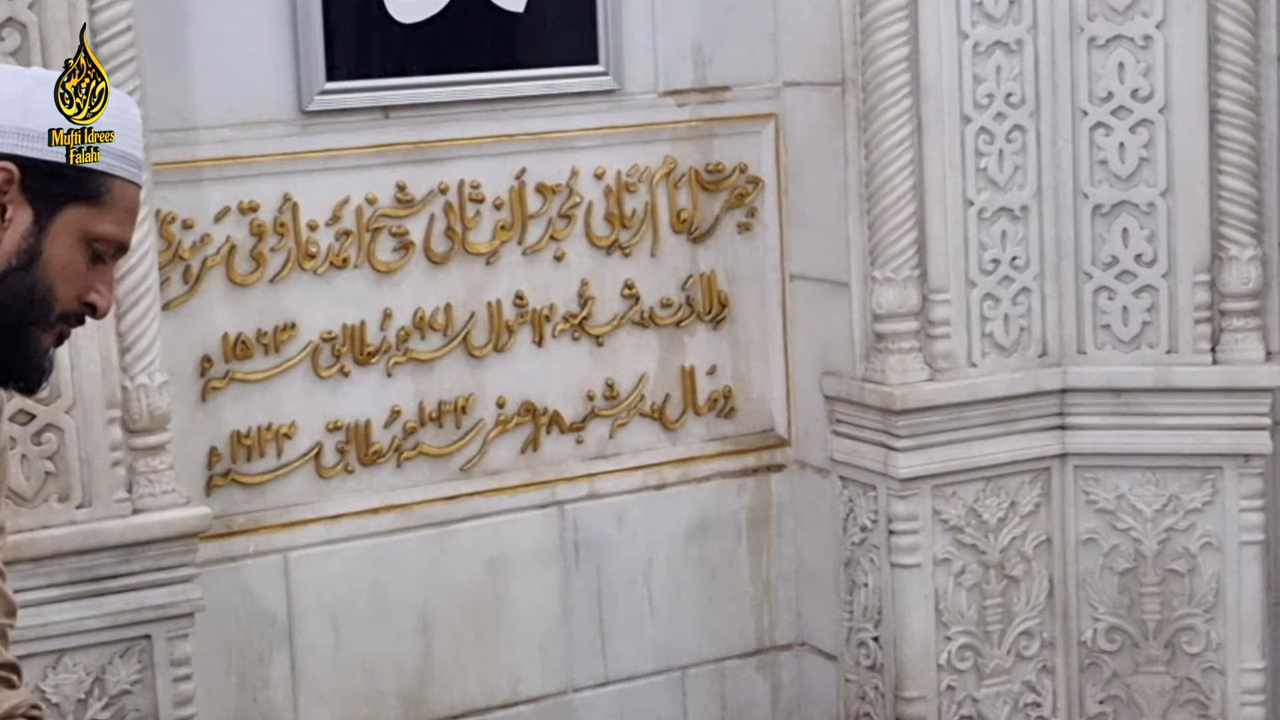 Mufti Idrees
Falahi
حضرت امام ربانی مجدد الف ثانی شیخ احمد فاروقی سرہندی
ولادت، شب جمعہ ۱۴ شوال سنہ ۹۷۱ھ مطابق سنہ ۱۵۶۳ء
وصال، سہ شنبہ ۲۸ صفر سنہ ۱۰۳۴ھ مطابق سنہ ۱۶۲۴ء